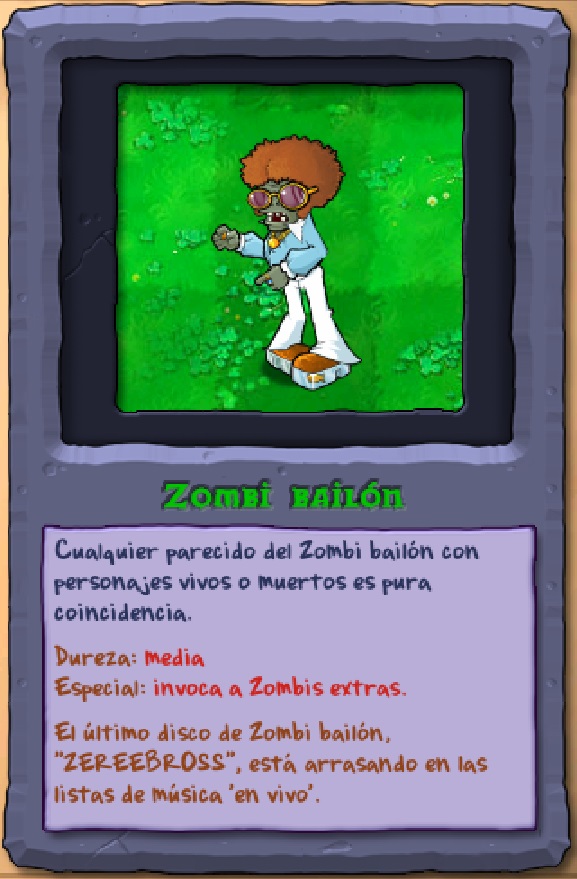 Zombi bailón
Cualquier parecido del Zombi bailón con
personajes vivos o muertos es pura
coincidencia.
Dureza: media
Especial: invoca a Zombis extras.
El último disco de Zombi bailón,
"ZEREEBROSS", está arrasando en las
listas de música 'en vivo'.